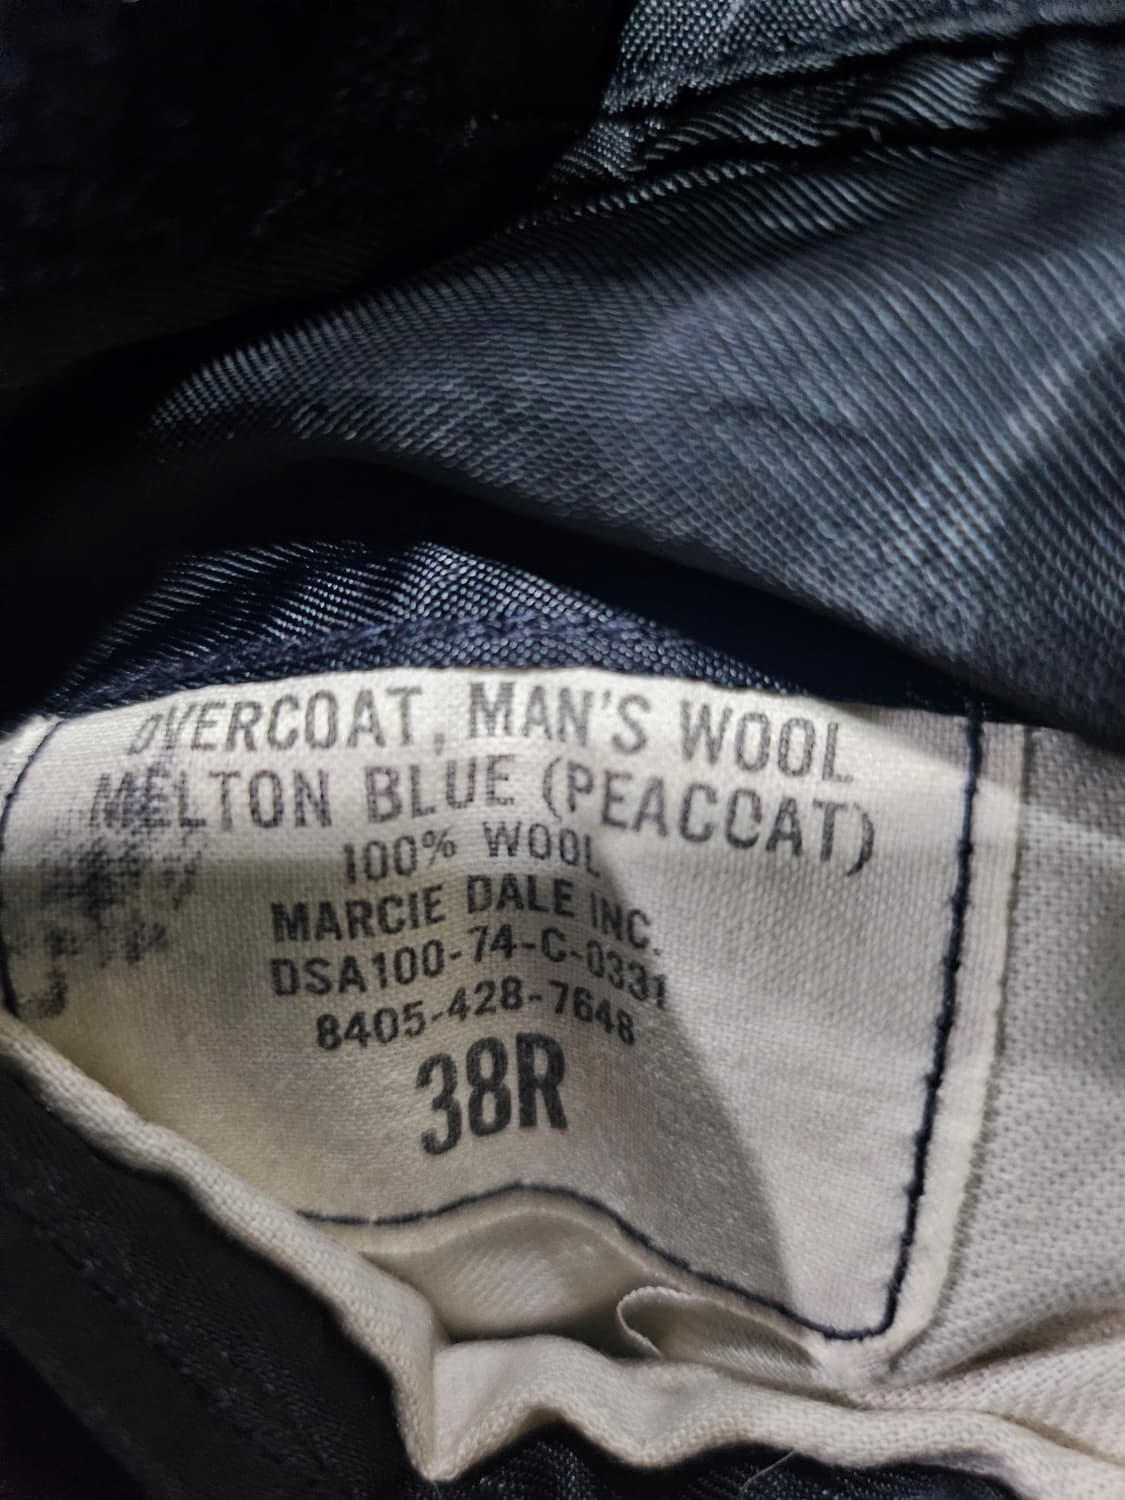 OVERCOAT, MAN'S WOOL
MELTON BLUE (PEACOAT)
100% WOOL
MARCIE DALE INC.
DSA100-74-C-0331
8405-428-7648
38R